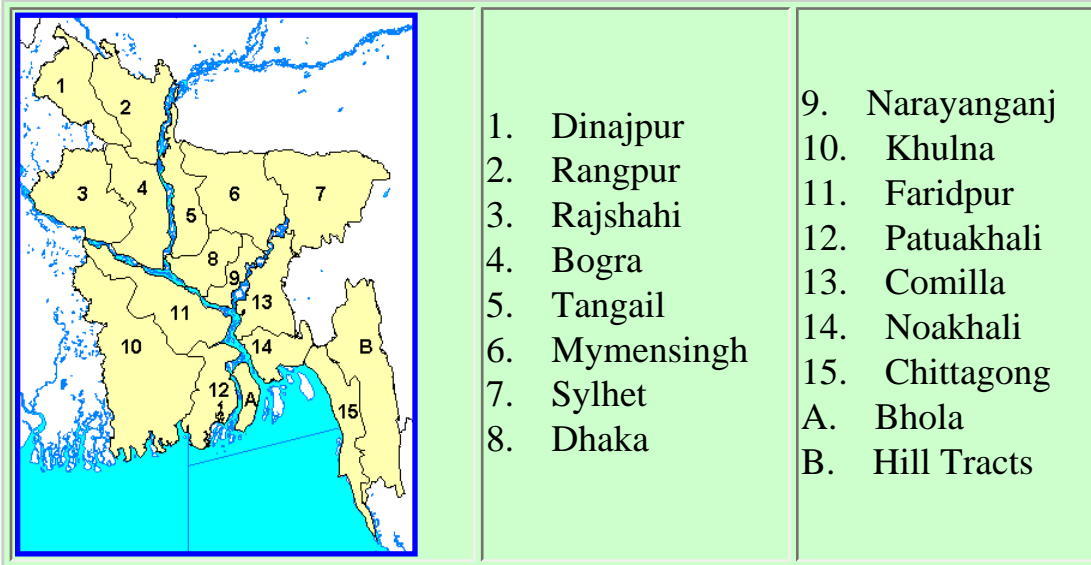 1
2
3
4
5
6
7
8
9
10
11
12
13
14
15
A
B
1. Dinajpur
2. Rangpur
3. Rajshahi
4. Bogra
5. Tangail
6. Mymensingh
7. Sylhet
8. Dhaka
9. Narayanganj
10. Khulna
11. Faridpur
12. Patuakhali
13. Comilla
14. Noakhali
15. Chittagong
A. Bhola
B. Hill Tracts